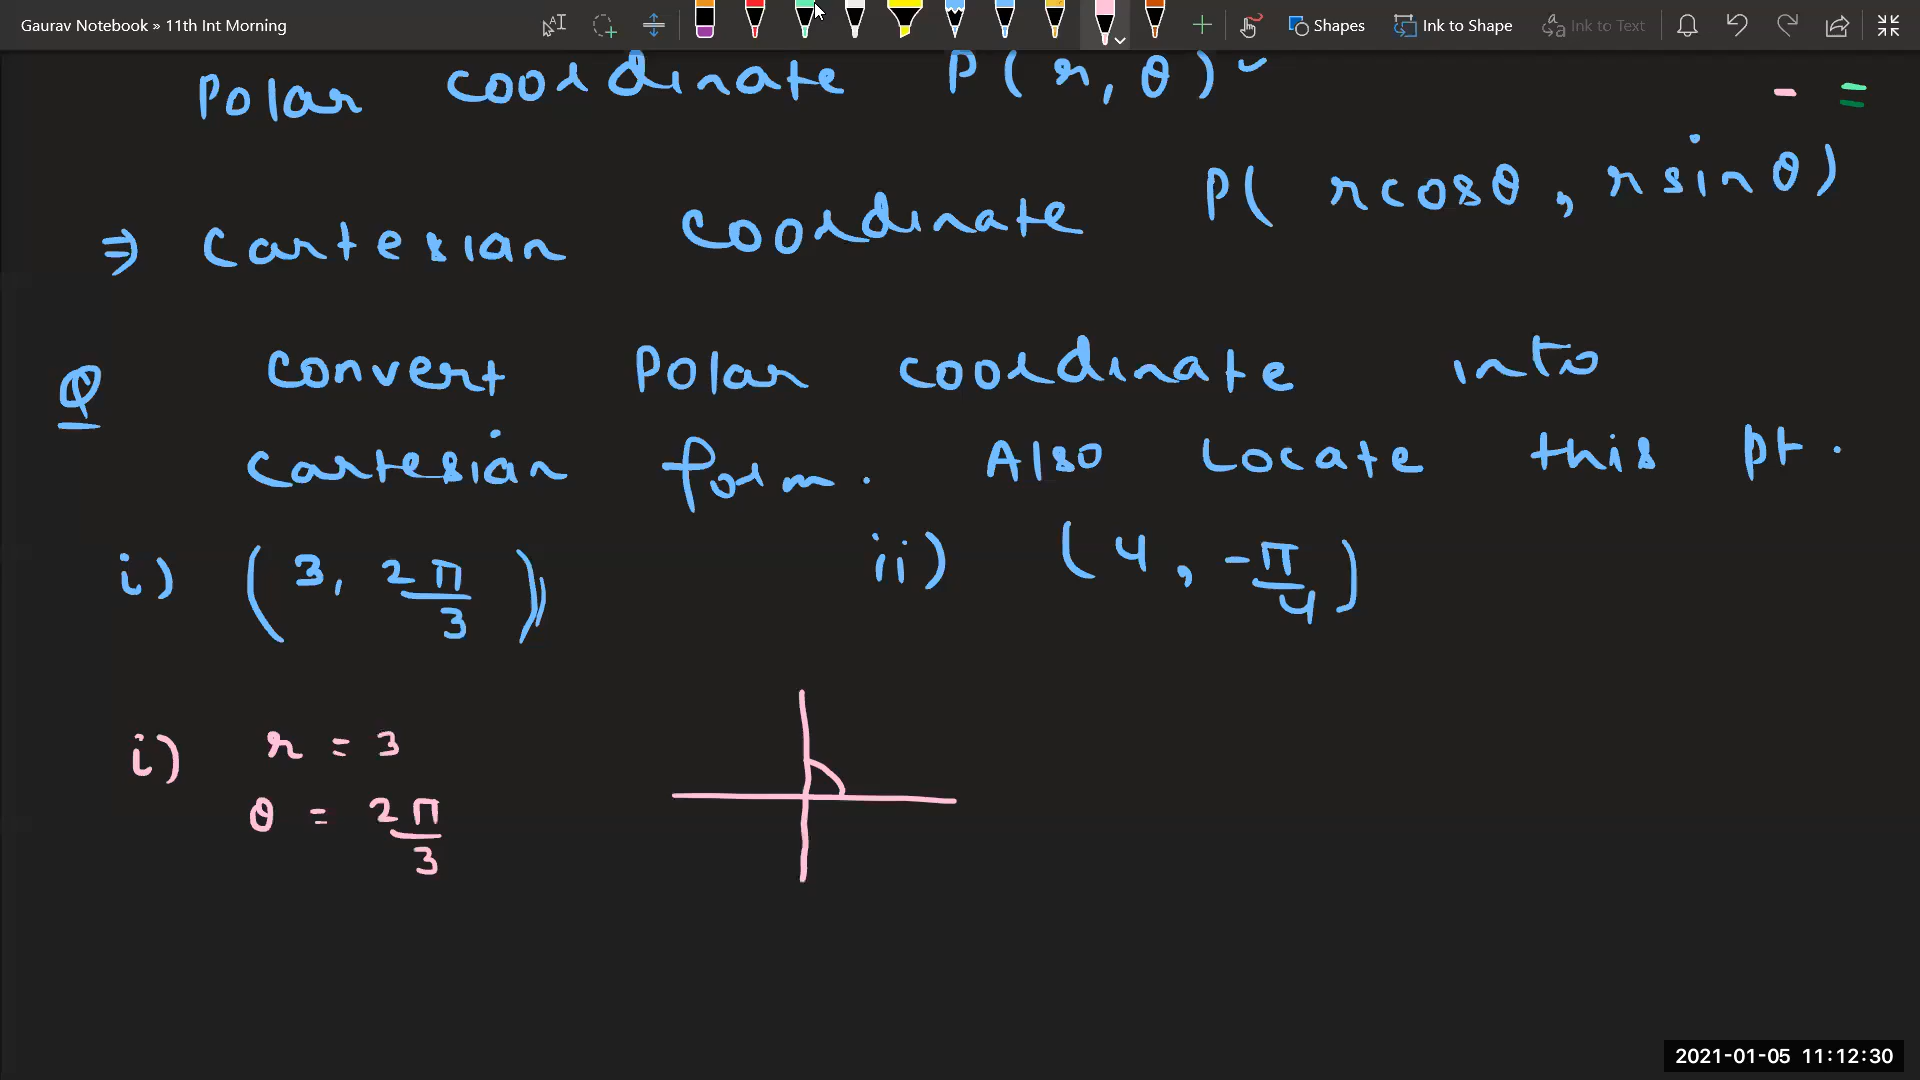 Gaurav Notebook » 11th Int Morning
Shapes
Ink to Shape
Ink to Text
Polar coordinate P(r, θ)
⇒ Cartesian coordinate P( rcosθ , rsinθ)
Q convert Polar coordinate into
cartesian form. Also Locate this pt.
i) (3, 2π/3) ii) (4, -π/4)
i) r = 3
θ = 2π/3
2021-01-05 11:12:30